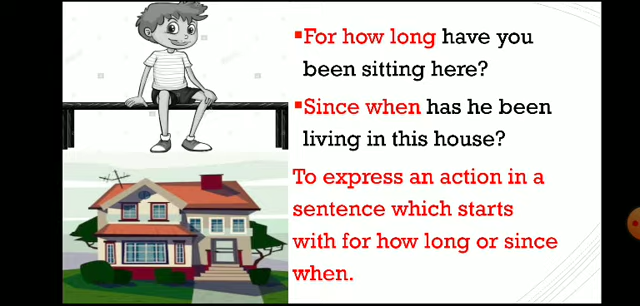 ▪For how long have you
been sitting here?
▪Since when has he been
living in this house?
To express an action in a
sentence which starts
with for how long or since
when.